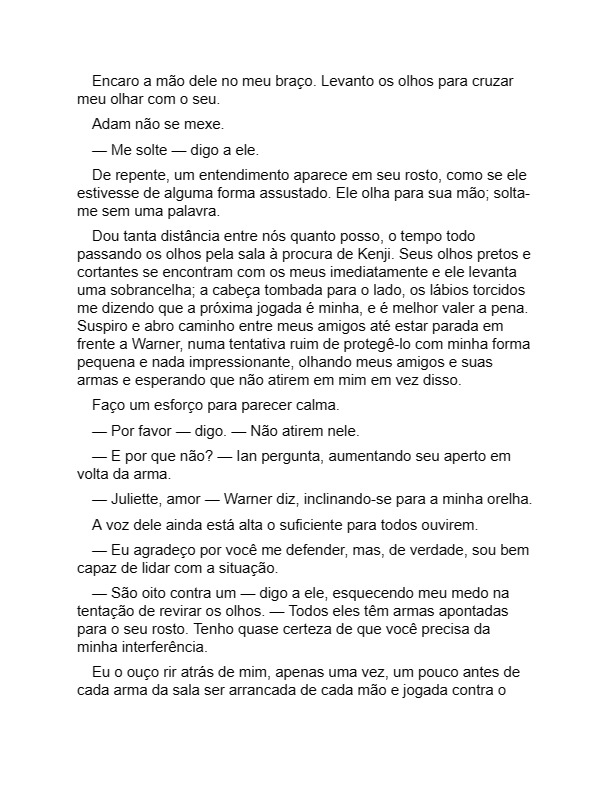 Encaro a mão dele no meu braço. Levanto os olhos para cruzar
meu olhar com o seu.
Adam não se mexe.
— Me solte — digo a ele.
De repente, um entendimento aparece em seu rosto, como se ele
estivesse de alguma forma assustado. Ele olha para sua mão; solta-
me sem uma palavra.
Dou tanta distância entre nós quanto posso, o tempo todo
passando os olhos pela sala à procura de Kenji. Seus olhos pretos e
cortantes se encontram com os meus imediatamente e ele levanta
uma sobrancelha; a cabeça tombada para o lado, os lábios torcidos
me dizendo que a próxima jogada é minha, e é melhor valer a pena.
Suspiro e abro caminho entre meus amigos até estar parada em
frente a Warner, numa tentativa ruim de protegê-lo com minha forma
pequena e nada impressionante, olhando meus amigos e suas
armas e esperando que não atirem em mim em vez disso.
Faço um esforço para parecer calma.
— Por favor — digo. — Não atirem nele.
— E por que não? — Ian pergunta, aumentando seu aperto em
volta da arma.
— Juliette, amor — Warner diz, inclinando-se para a minha orelha.
A voz dele ainda está alta o suficiente para todos ouvirem.
— Eu agradeço por você me defender, mas, de verdade, sou bem
capaz de lidar com a situação.
— São oito contra um — digo a ele, esquecendo meu medo na
tentação de revirar os olhos. — Todos eles têm armas apontadas
para o seu rosto. Tenho quase certeza de que você precisa da
minha interferência.
Eu o ouço rir atrás de mim, apenas uma vez, um pouco antes de
cada arma da sala ser arrancada de cada mão e jogada contra o